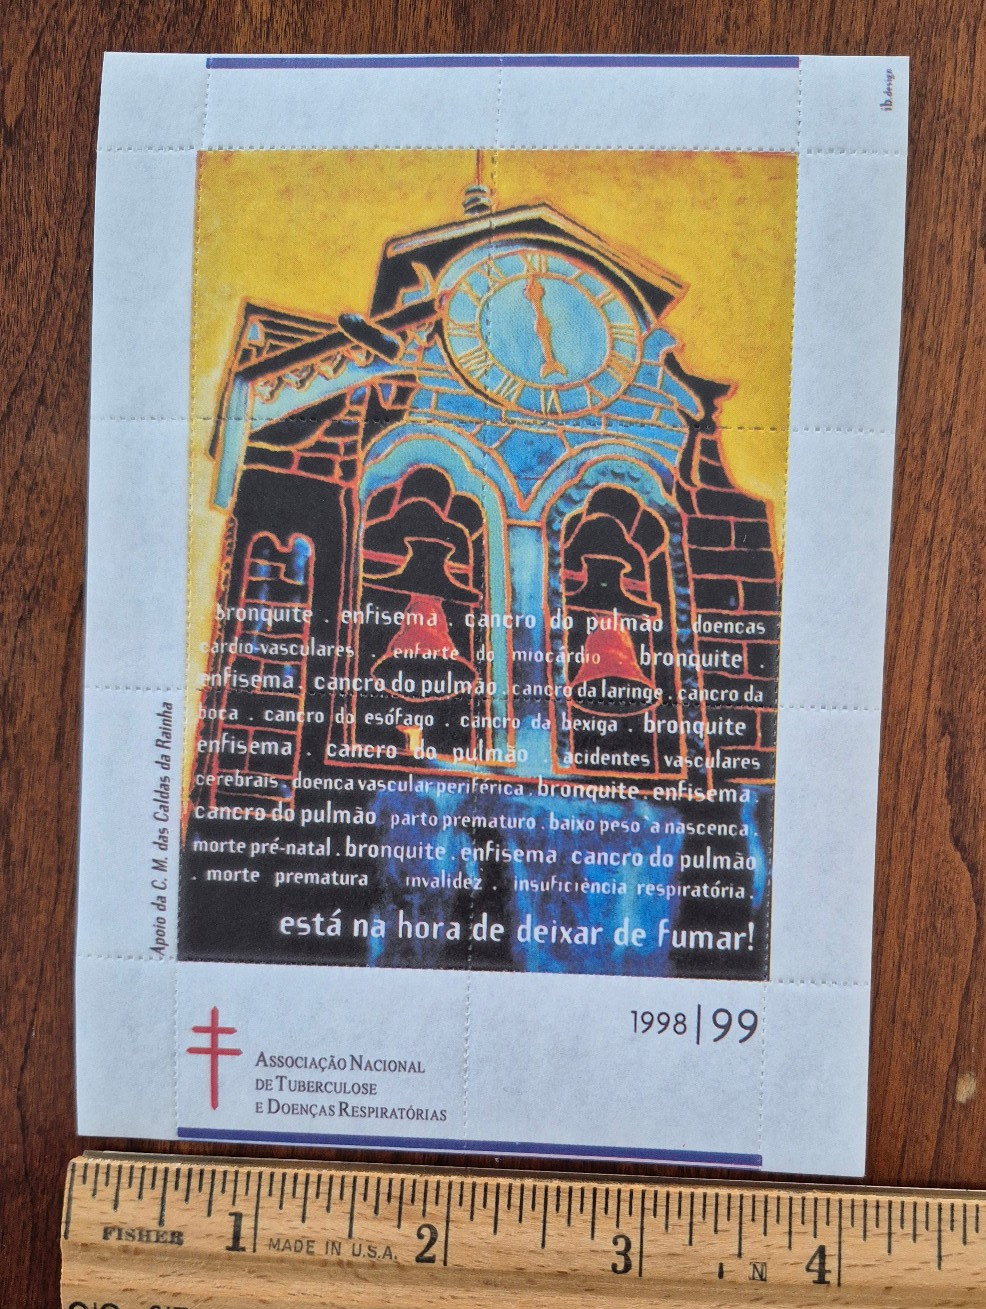 ib.design
XII
bronquite . enfisema . cancro do pulmão . doencas
cardio-vasculares . enfarte do miocárdio . bronquite .
enfisema . cancro do pulmão . cancro da laringe . cancro da
boca . cancro do esófago . cancro da bexiga . bronquite
enfisema . cancro do pulmão . acidentes vasculares
cerebrais . doenca vascular periférica . bronquite . enfisema .
cancro do pulmão parto prematuro . baixo peso a nascenca .
morte pré-natal . bronquite . enfisema cancro do pulmão
. morte prematura invalidez . insuficiência respiratória .
está na hora de deixar de fumar!
Apoio da C. M. das Caldas da Rainha
1998|99
ASSOCIAÇÃO NACIONAL
DE TUBERCULOSE
E DOENÇAS RESPIRATÓRIAS
1 2 3 4
FISHER MADE IN U.S.A. IN